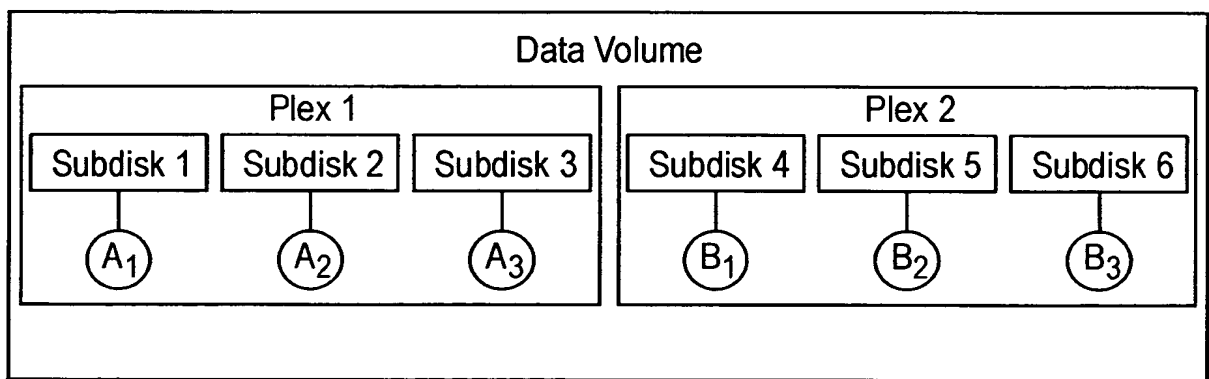 Data Volume
Plex 1
Plex 2
Subdisk 1
Subdisk 2
Subdisk 3
Subdisk 4
Subdisk 5
Subdisk 6
A1
A2
A3
B1
B2
B3